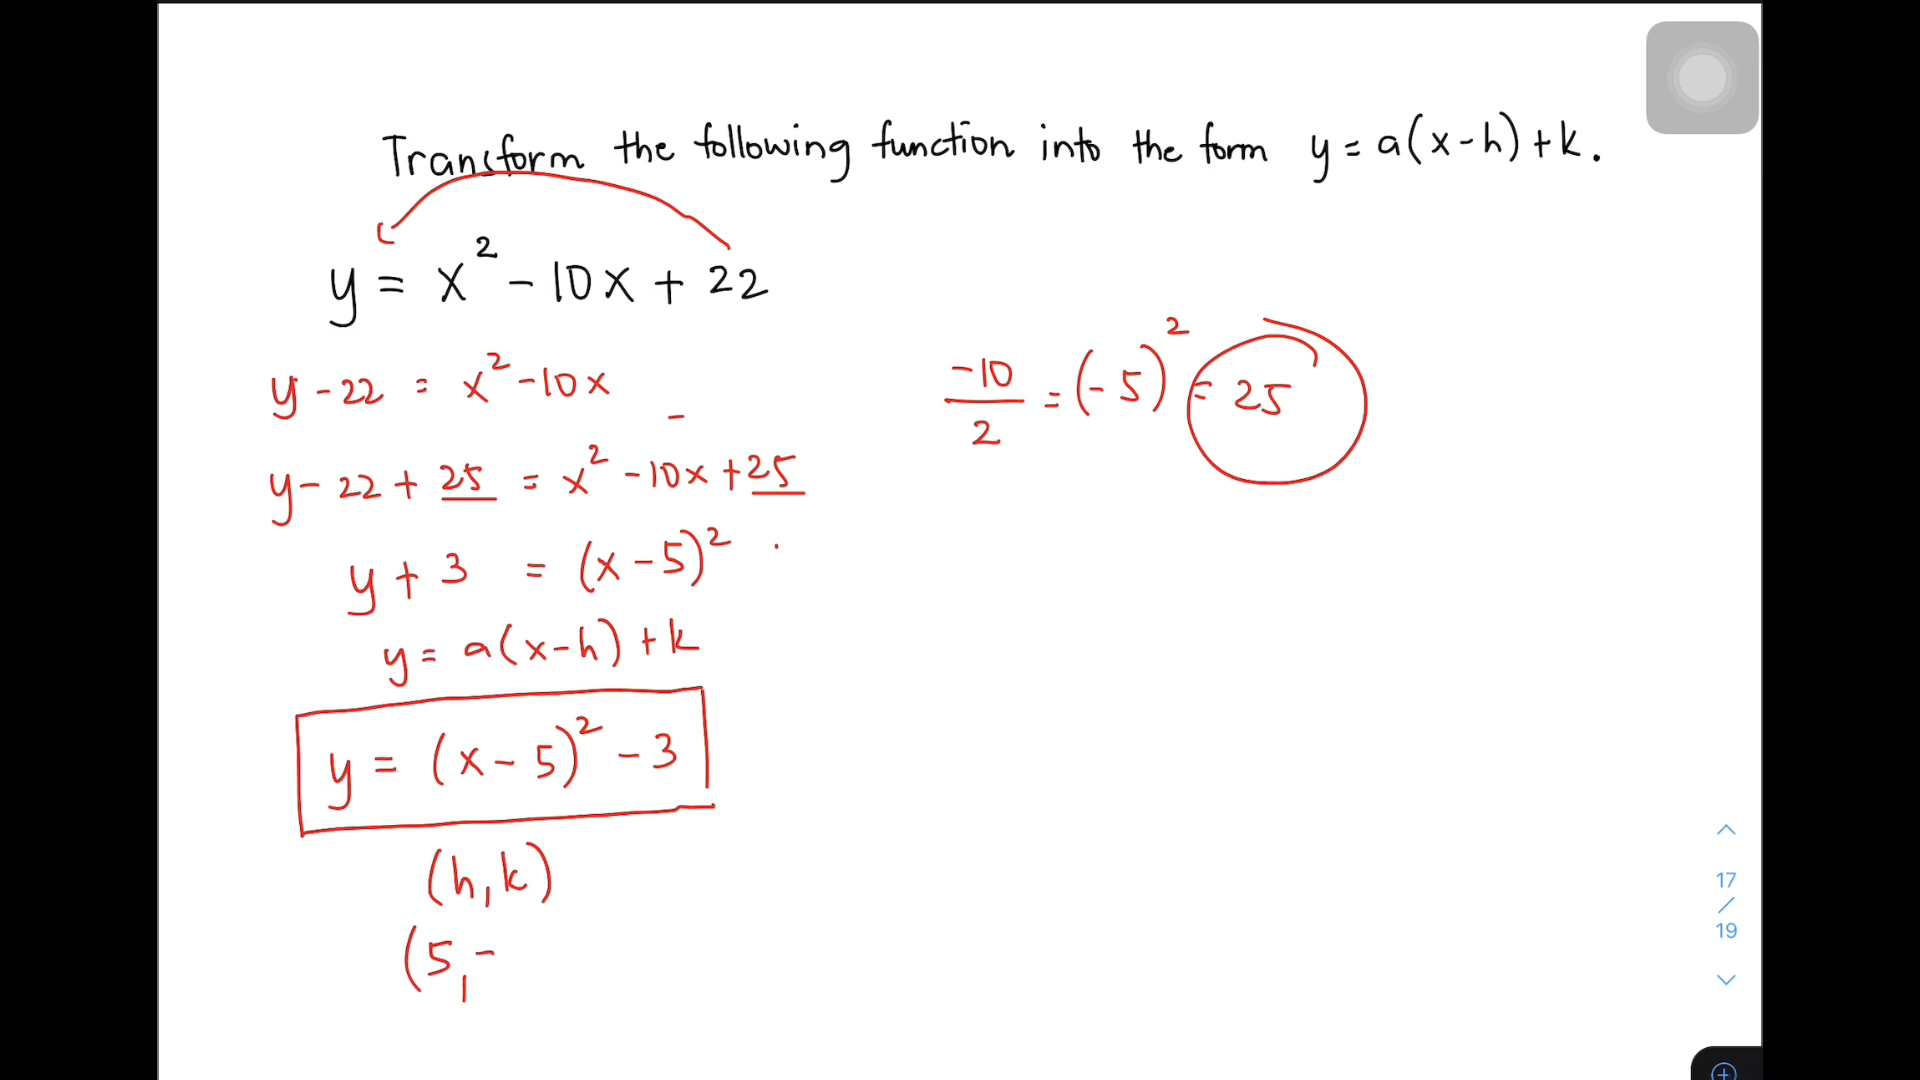 Transform the following function into the form y = a(x-h)+k.
y = x² - 10x + 22
y - 22 = x² - 10x
-10/2 = (-5)² = 25
y - 22 + 25 = x² - 10x + 25
y + 3 = (x - 5)²
y = a(x-h) + k
y = (x - 5)² - 3
(h, k)
(5, -
17
/
19